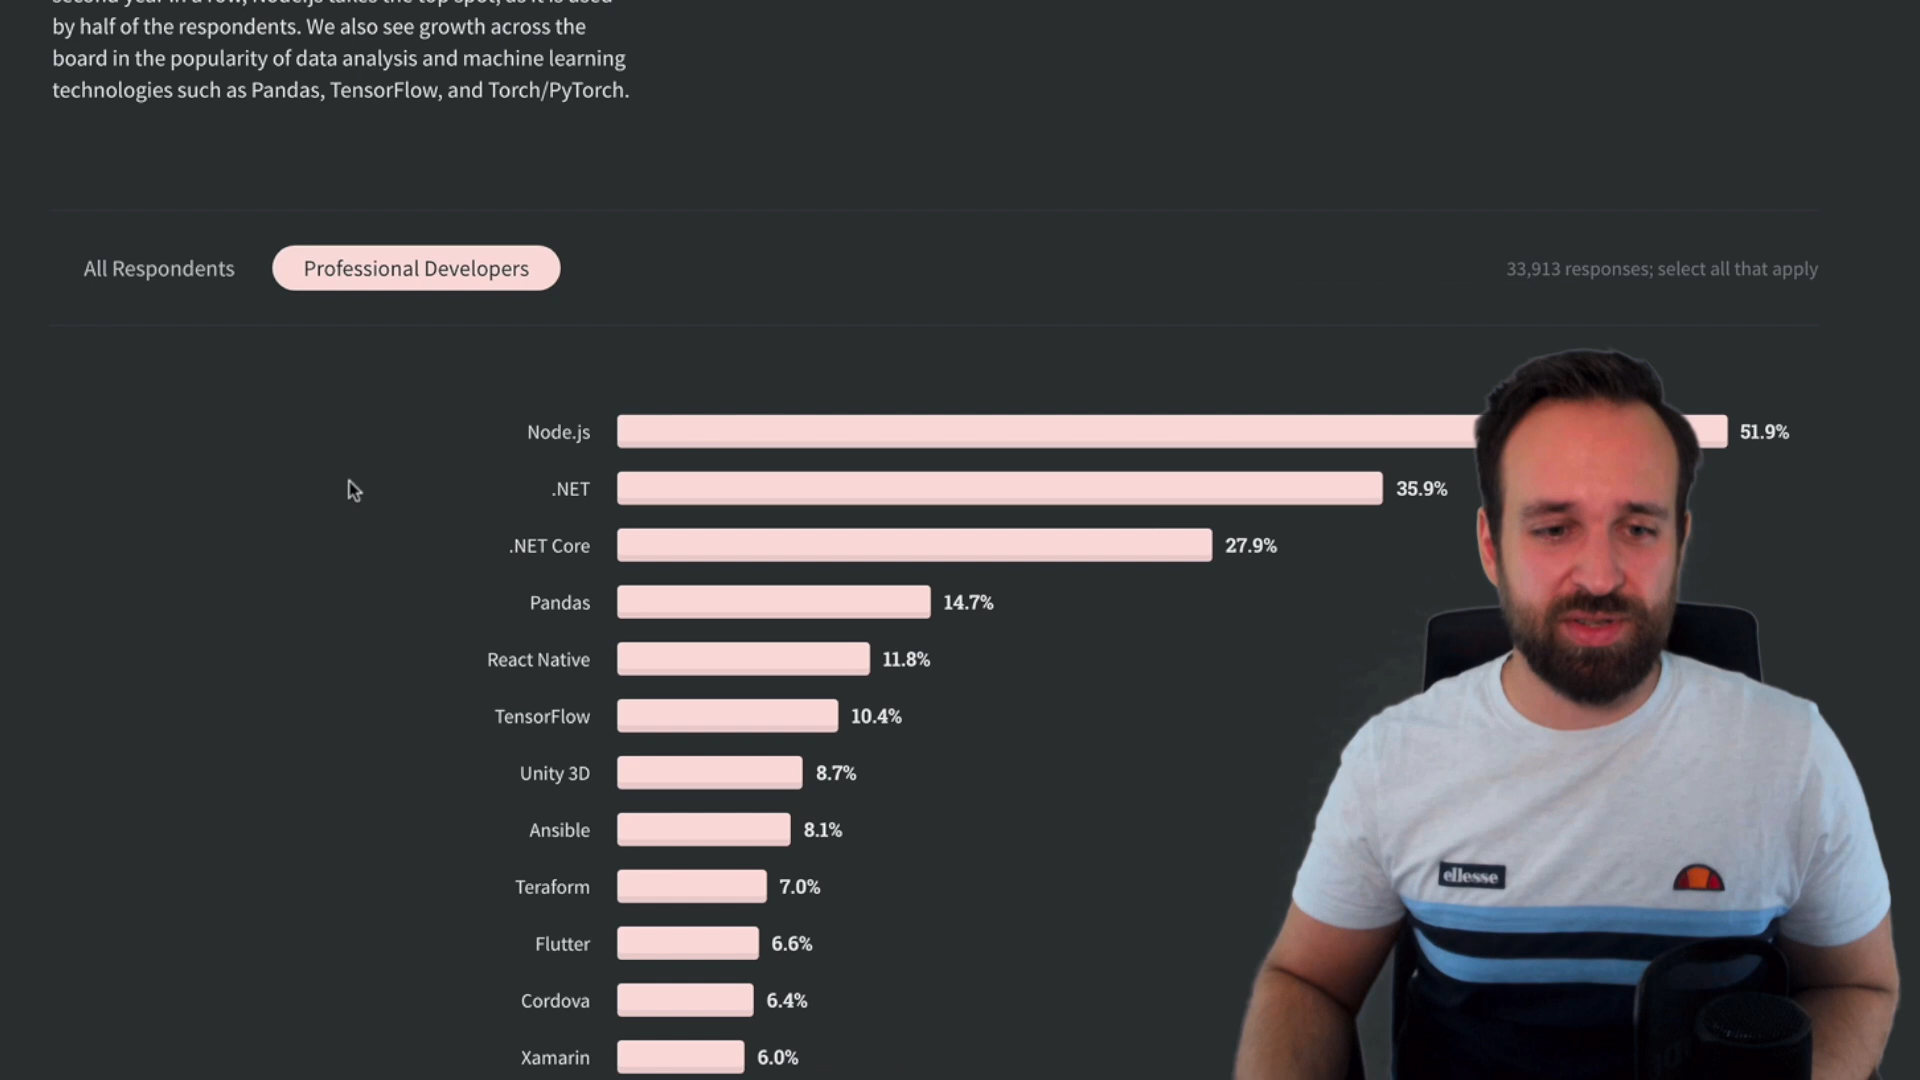 by half of the respondents. We also see growth across the
board in the popularity of data analysis and machine learning
technologies such as Pandas, TensorFlow, and Torch/PyTorch.
All Respondents
Professional Developers
33,913 responses; select all that apply
Node.js
51.9%
.NET
35.9%
.NET Core
27.9%
Pandas
14.7%
React Native
11.8%
TensorFlow
10.4%
Unity 3D
8.7%
Ansible
8.1%
Teraform
7.0%
Flutter
6.6%
Cordova
6.4%
Xamarin
6.0%
ellesse